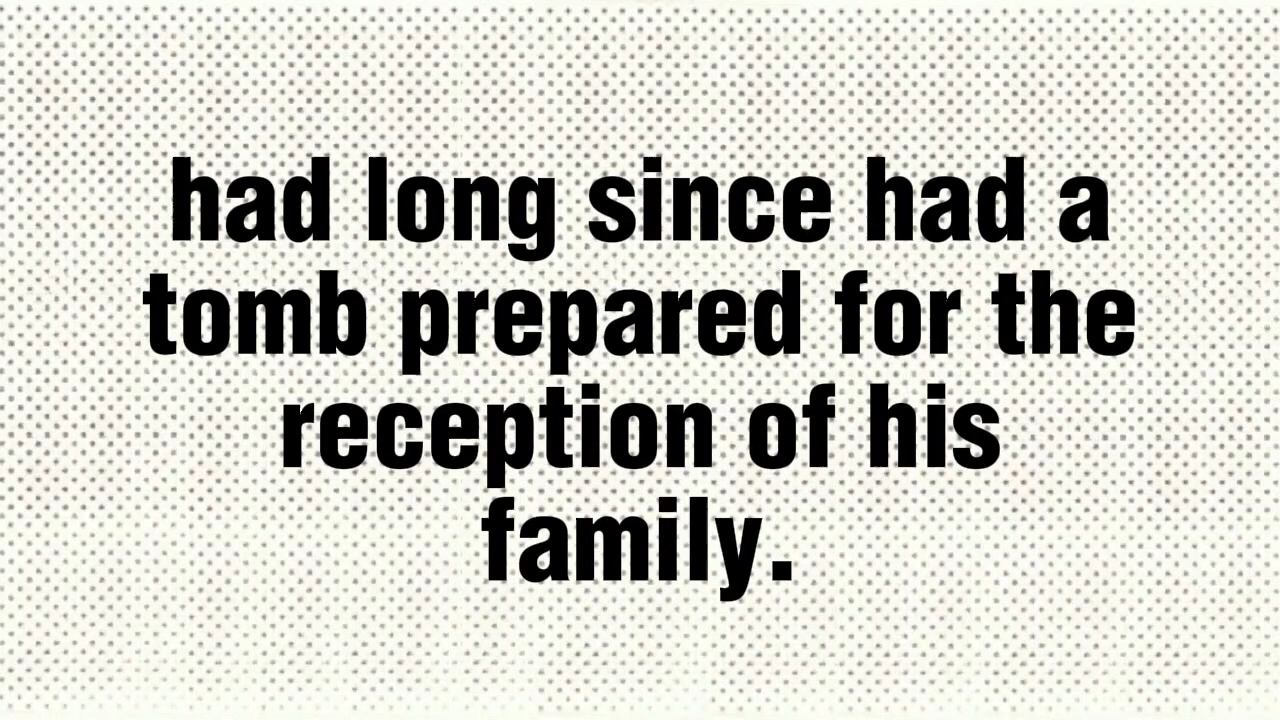 had long since had a
tomb prepared for the
reception of his
family.